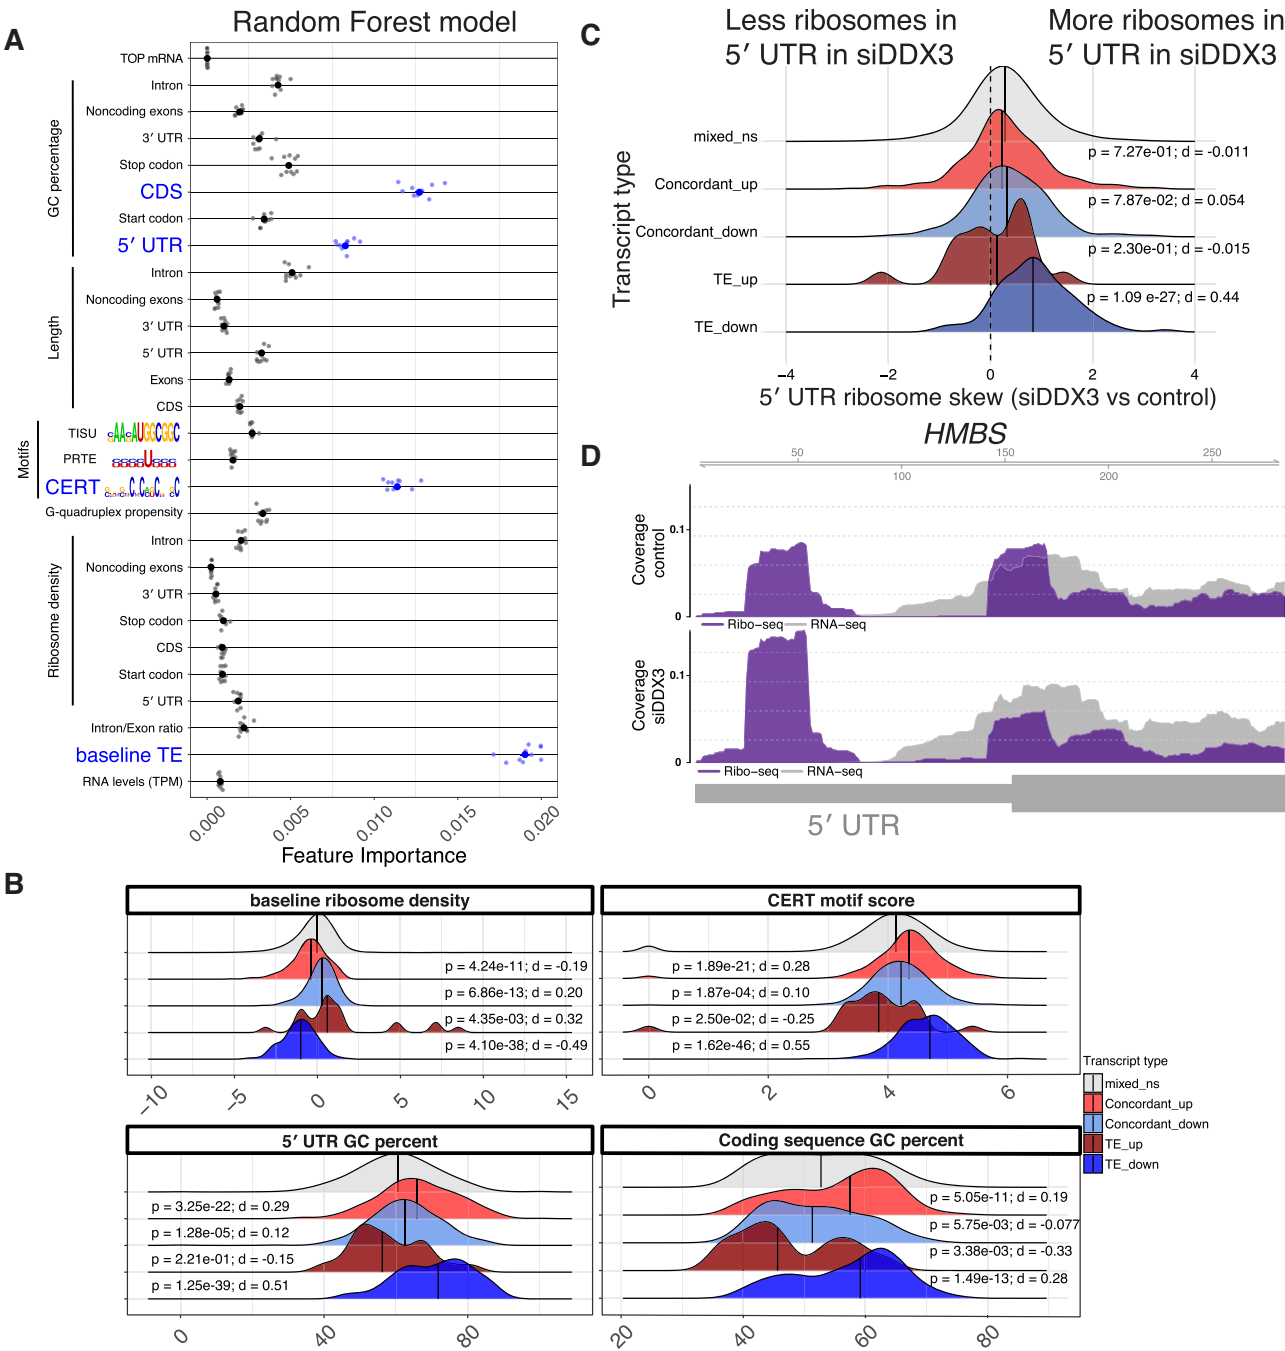 A
Random Forest model
TOP mRNA
GC percentage
Intron
Noncoding exons
3′ UTR
Stop codon
CDS
Start codon
5′ UTR
Length
Intron
Noncoding exons
3′ UTR
5′ UTR
Exons
CDS
Motifs
TISU
PRTE
CERT
G-quadruplex propensity
Ribosome density
Intron
Noncoding exons
3′ UTR
Stop codon
CDS
Start codon
5′ UTR
Intron/Exon ratio
baseline TE
RNA levels (TPM)
0.000 0.005 0.010 0.015 0.020
Feature Importance
C
Less ribosomes in
5′ UTR in siDDX3
More ribosomes in
5′ UTR in siDDX3
Transcript type
mixed_ns
p = 7.27e-01; d = -0.011
Concordant_up
p = 7.87e-02; d = 0.054
Concordant_down
p = 2.30e-01; d = -0.015
TE_up
p = 1.09 e-27; d = 0.44
TE_down
−4 −2 0 2 4
5′ UTR ribosome skew (siDDX3 vs control)
D
HMBS
50 150 250
100 200
Coverage
control
0.1
0
Ribo−seq RNA−seq
Coverage
siDDX3
0.1
0
Ribo−seq RNA−seq
5′ UTR
B
baseline ribosome density
p = 4.24e-11; d = -0.19
p = 6.86e-13; d = 0.20
p = 4.35e-03; d = 0.32
p = 4.10e-38; d = -0.49
−10 −5 0 5 10 15
CERT motif score
p = 1.89e-21; d = 0.28
p = 1.87e-04; d = 0.10
p = 2.50e-02; d = -0.25
p = 1.62e-46; d = 0.55
0 2 4 6
5′ UTR GC percent
p = 3.25e-22; d = 0.29
p = 1.28e-05; d = 0.12
p = 2.21e-01; d = -0.15
p = 1.25e-39; d = 0.51
0 40 80
Coding sequence GC percent
p = 5.05e-11; d = 0.19
p = 5.75e-03; d = -0.077
p = 3.38e-03; d = -0.33
p = 1.49e-13; d = 0.28
20 40 60 80
Transcript type
mixed_ns
Concordant_up
Concordant_down
TE_up
TE_down